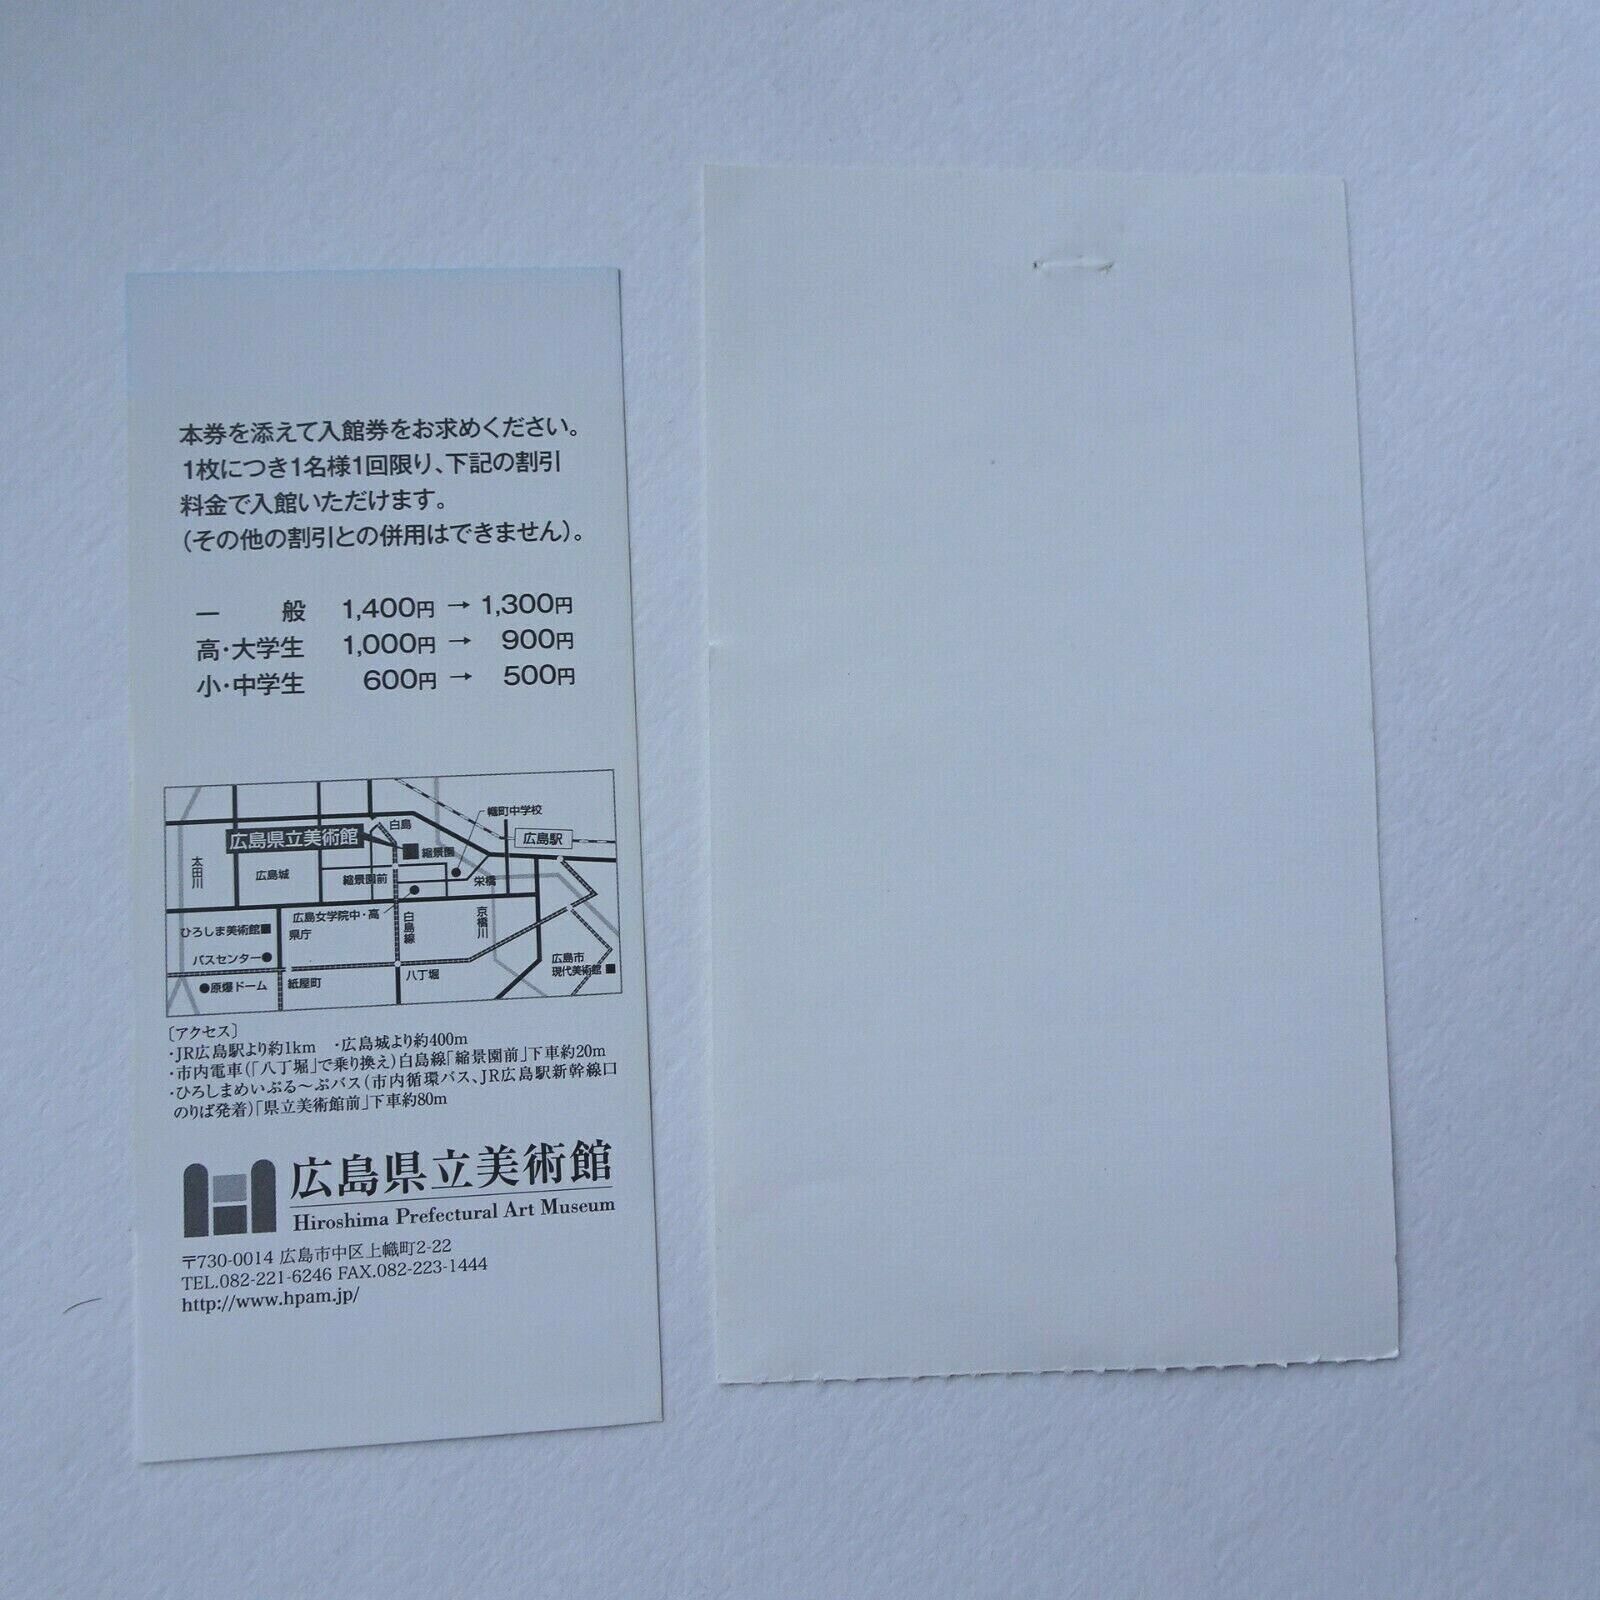 本券を添えて入館券をお求めください。
1枚につき1名様1回限り、下記の割引
料金で入館いただけます。
(その他の割引との併用はできません)。
一般 1,400円 → 1,300円
高・大学生 1,000円 → 900円
小・中学生 600円 → 500円
幟町中学校
白島
広島県立美術館
広島駅
縮景園
太田川
広島城
縮景園前
栄橋
広島女学院中・高
白島線
京橋川
ひろしま美術館
県庁
バスセンター
広島市
現代美術館
八丁堀
原爆ドーム
紙屋町
〔アクセス〕
・JR広島駅より約1km ・広島城より約400m
・市内電車(「八丁堀」で乗り換え)白島線「縮景園前」下車約20m
・ひろしまめいぷる〜ぷバス(市内循環バス、JR広島駅新幹線口
のりば発着)「県立美術館前」下車約80m
広島県立美術館
Hiroshima Prefectural Art Museum
〒730-0014 広島市中区上幟町2-22
TEL.082-221-6246 FAX.082-223-1444
http://www.hpam.jp/